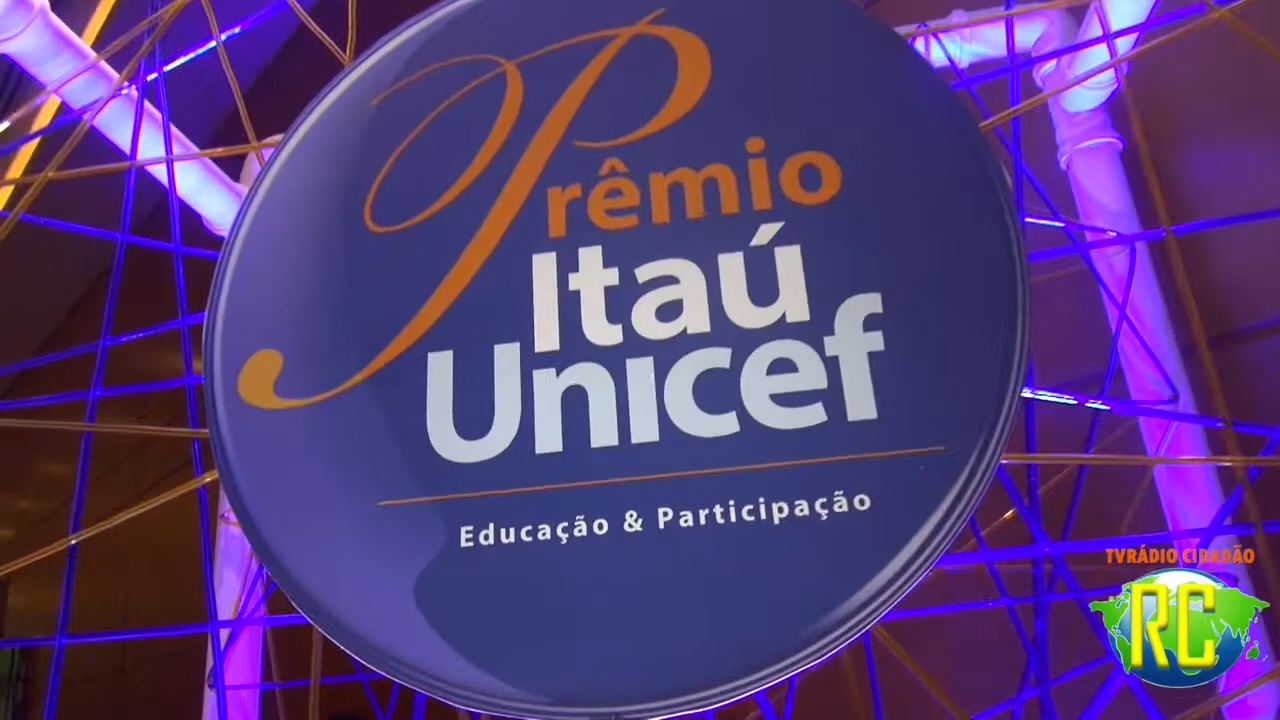 Prêmio
Itaú
Unicef
Educação & Participação
TVRÁDIO CIDADÃO
RC